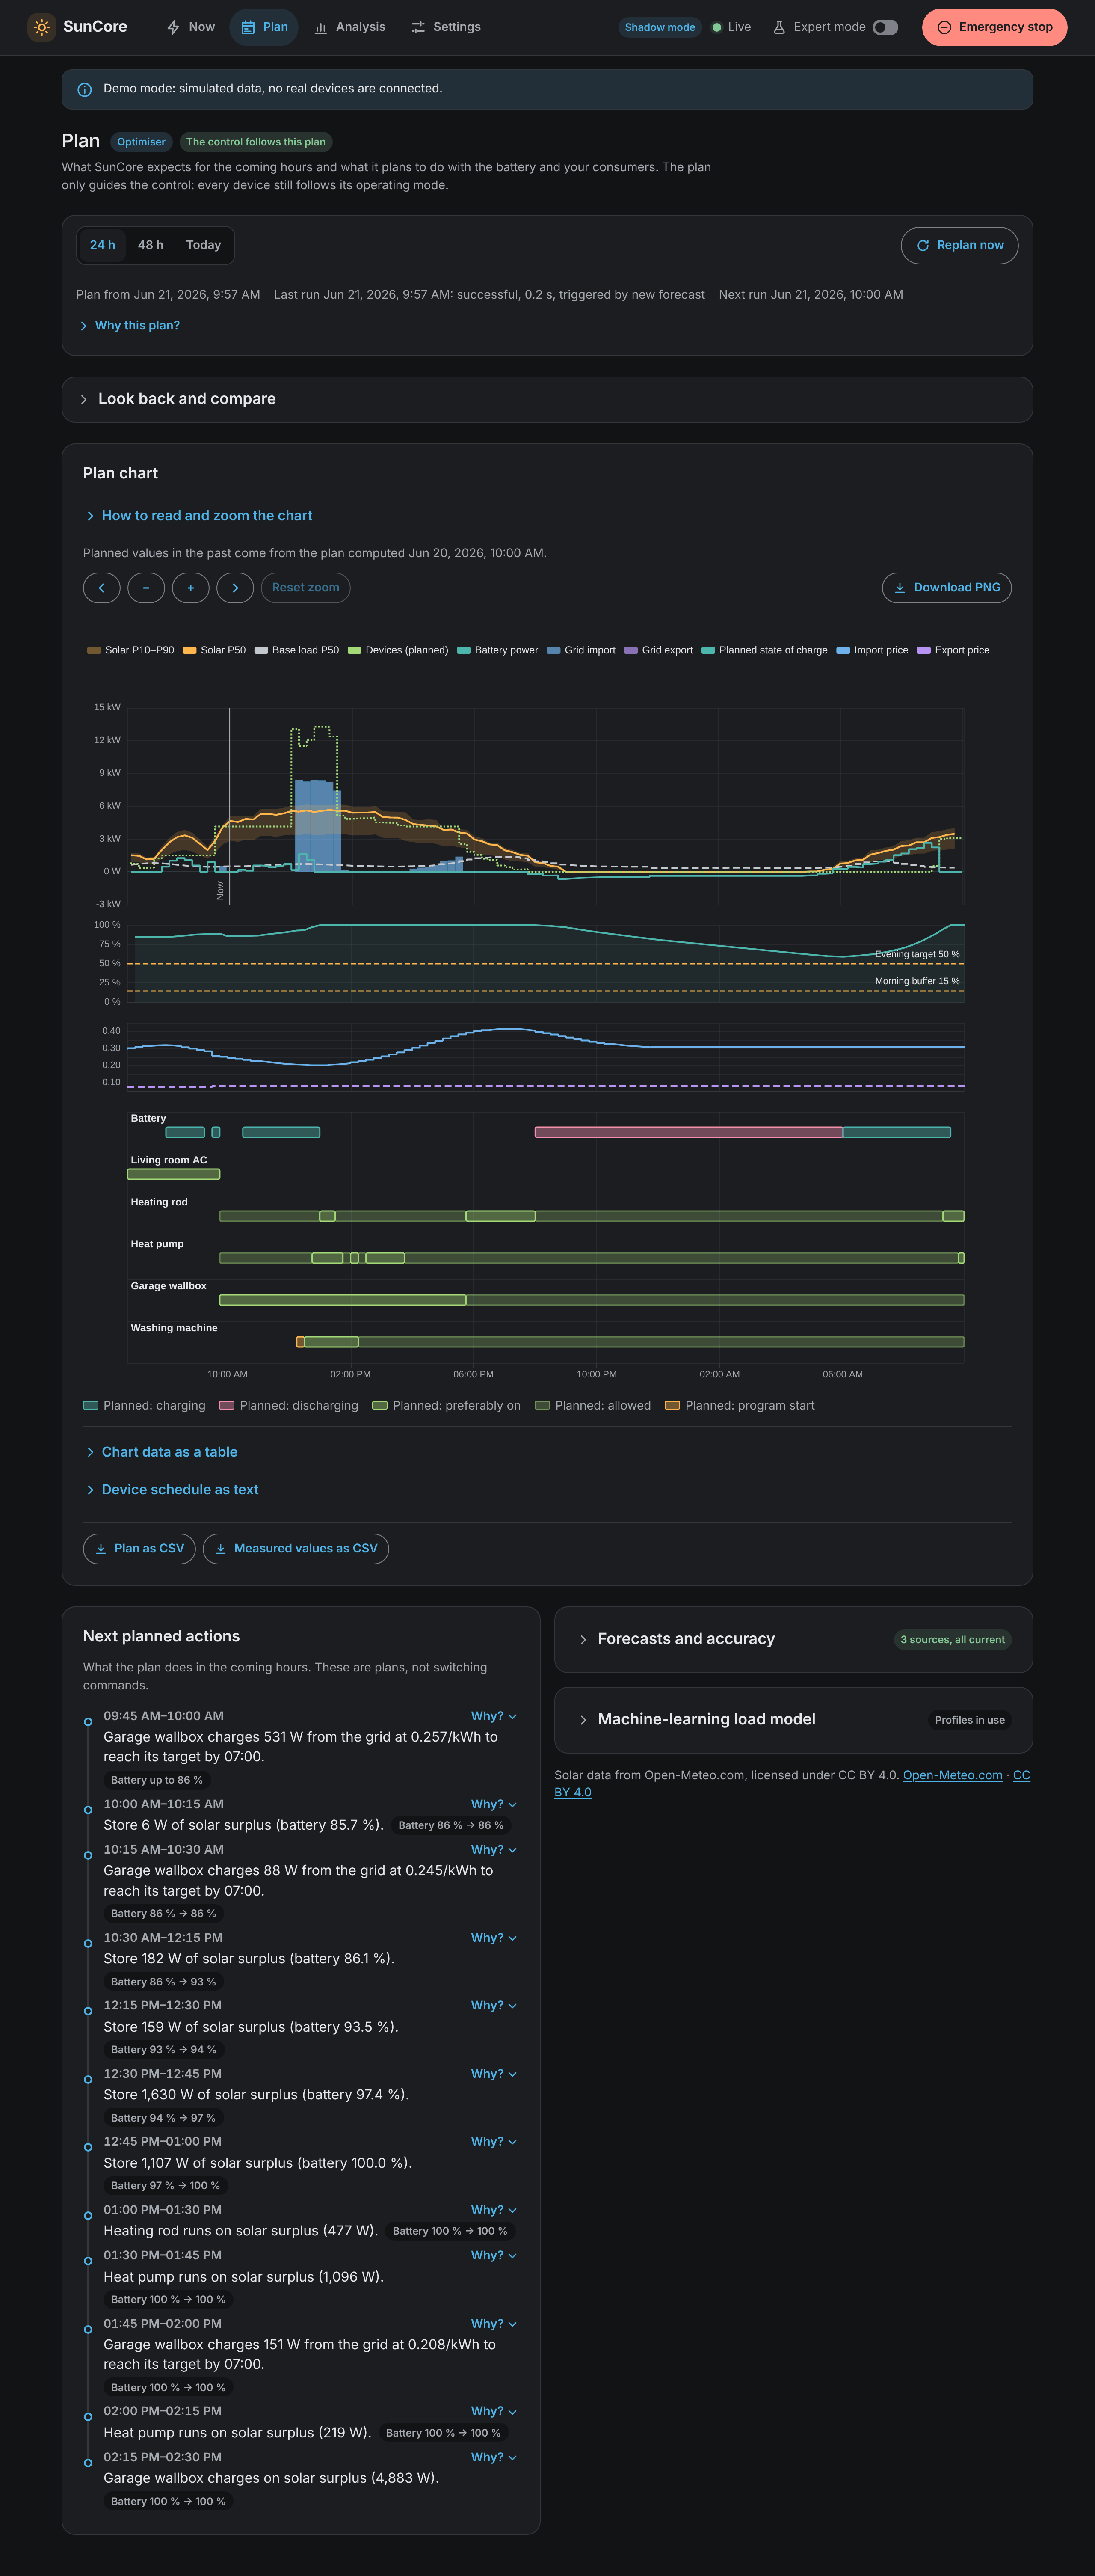 SunCore
Now
Plan
Analysis
Settings
Shadow mode
Live
Expert mode
Emergency stop
Demo mode: simulated data, no real devices are connected.
Plan
Optimiser
The control follows this plan
What SunCore expects for the coming hours and what it plans to do with the battery and your consumers. The plan
only guides the control: every device still follows its operating mode.
24 h
48 h
Today
Replan now
Plan from Jun 21, 2026, 9:57 AM
Last run Jun 21, 2026, 9:57 AM: successful, 0.2 s, triggered by new forecast
Next run Jun 21, 2026, 10:00 AM
Why this plan?
Look back and compare
Plan chart
How to read and zoom the chart
Planned values in the past come from the plan computed Jun 20, 2026, 10:00 AM.
−
+
Reset zoom
Download PNG
Solar P10–P90
Solar P50
Base load P50
Devices (planned)
Battery power
Grid import
Grid export
Planned state of charge
Import price
Export price
15 kW
12 kW
9 kW
6 kW
3 kW
0 W
-3 kW
Now
100 %
75 %
50 %
25 %
0 %
Evening target 50 %
Morning buffer 15 %
0.40
0.30
0.20
0.10
Battery
Living room AC
Heating rod
Heat pump
Garage wallbox
Washing machine
10:00 AM
02:00 PM
06:00 PM
10:00 PM
02:00 AM
06:00 AM
Planned: charging
Planned: discharging
Planned: preferably on
Planned: allowed
Planned: program start
Chart data as a table
Device schedule as text
Plan as CSV
Measured values as CSV
Next planned actions
What the plan does in the coming hours. These are plans, not switching
commands.
09:45 AM–10:00 AM
Why?
Garage wallbox charges 531 W from the grid at 0.257/kWh to
reach its target by 07:00.
Battery up to 86 %
10:00 AM–10:15 AM
Why?
Store 6 W of solar surplus (battery 85.7 %).
Battery 86 % → 86 %
10:15 AM–10:30 AM
Why?
Garage wallbox charges 88 W from the grid at 0.245/kWh to
reach its target by 07:00.
Battery 86 % → 86 %
10:30 AM–12:15 PM
Why?
Store 182 W of solar surplus (battery 86.1 %).
Battery 86 % → 93 %
12:15 PM–12:30 PM
Why?
Store 159 W of solar surplus (battery 93.5 %).
Battery 93 % → 94 %
12:30 PM–12:45 PM
Why?
Store 1,630 W of solar surplus (battery 97.4 %).
Battery 94 % → 97 %
12:45 PM–01:00 PM
Why?
Store 1,107 W of solar surplus (battery 100.0 %).
Battery 97 % → 100 %
01:00 PM–01:30 PM
Why?
Heating rod runs on solar surplus (477 W).
Battery 100 % → 100 %
01:30 PM–01:45 PM
Why?
Heat pump runs on solar surplus (1,096 W).
Battery 100 % → 100 %
01:45 PM–02:00 PM
Why?
Garage wallbox charges 151 W from the grid at 0.208/kWh to
reach its target by 07:00.
Battery 100 % → 100 %
02:00 PM–02:15 PM
Why?
Heat pump runs on solar surplus (219 W).
Battery 100 % → 100 %
02:15 PM–02:30 PM
Why?
Garage wallbox charges on solar surplus (4,883 W).
Battery 100 % → 100 %
Forecasts and accuracy
3 sources, all current
Machine-learning load model
Profiles in use
Solar data from Open-Meteo.com, licensed under CC BY 4.0. Open-Meteo.com · CC
BY 4.0